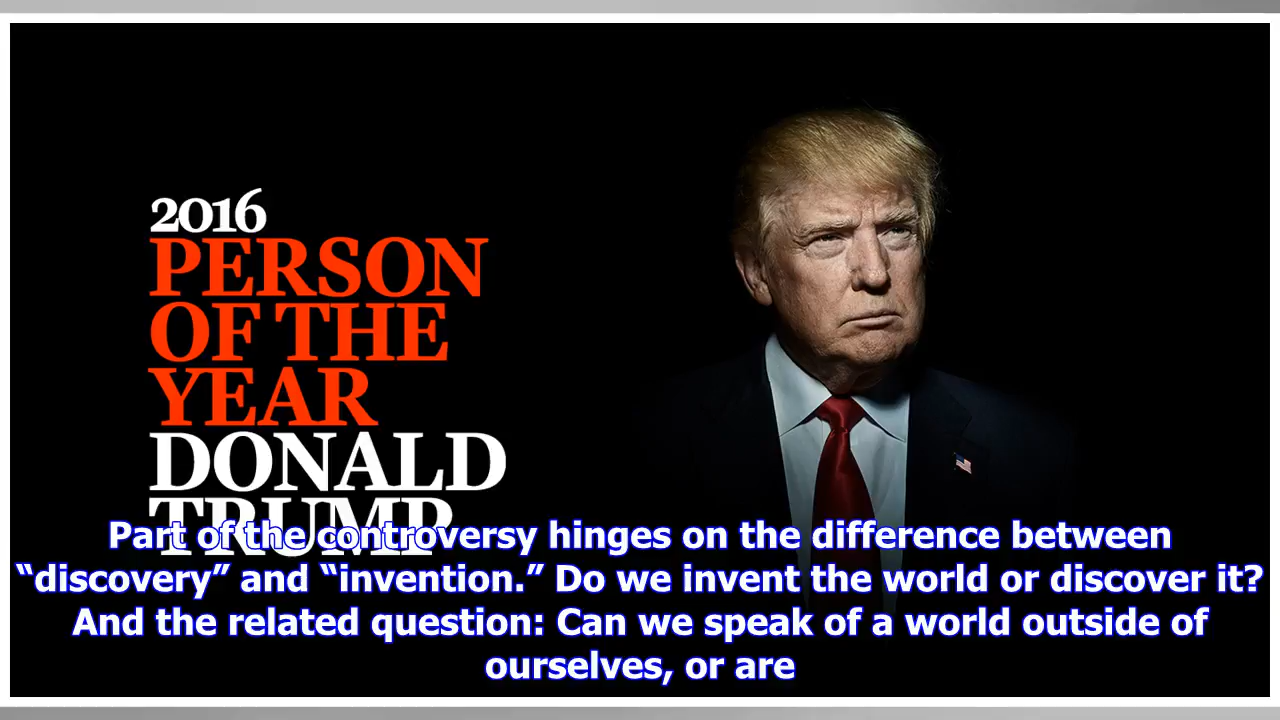 2016
PERSON
OF THE
YEAR
DONALD
TRUMP
Part of the controversy hinges on the difference between
“discovery” and “invention.” Do we invent the world or discover it?
And the related question: Can we speak of a world outside of
ourselves, or are